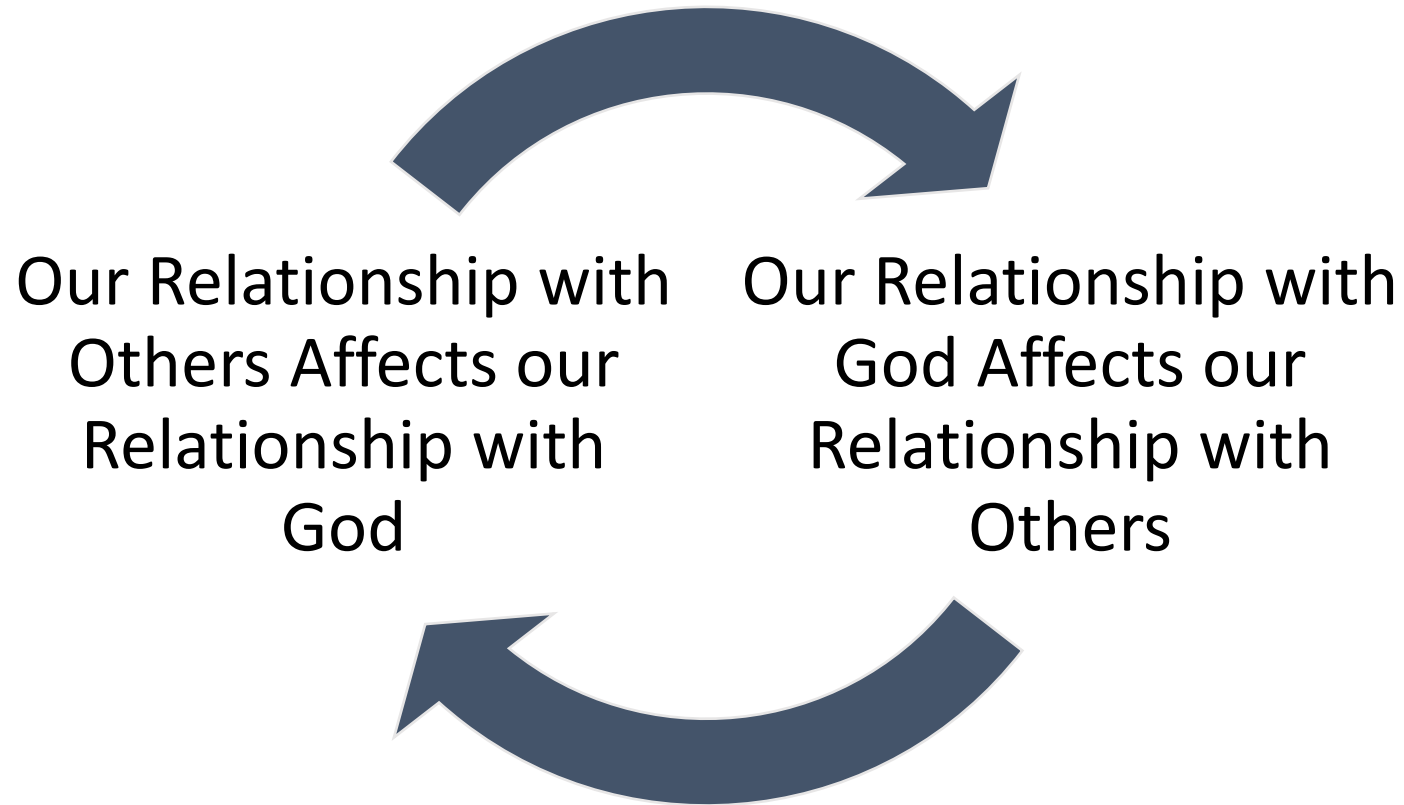 Our Relationship with
Others Affects our
Relationship with
God
Our Relationship with
God Affects our
Relationship with
Others